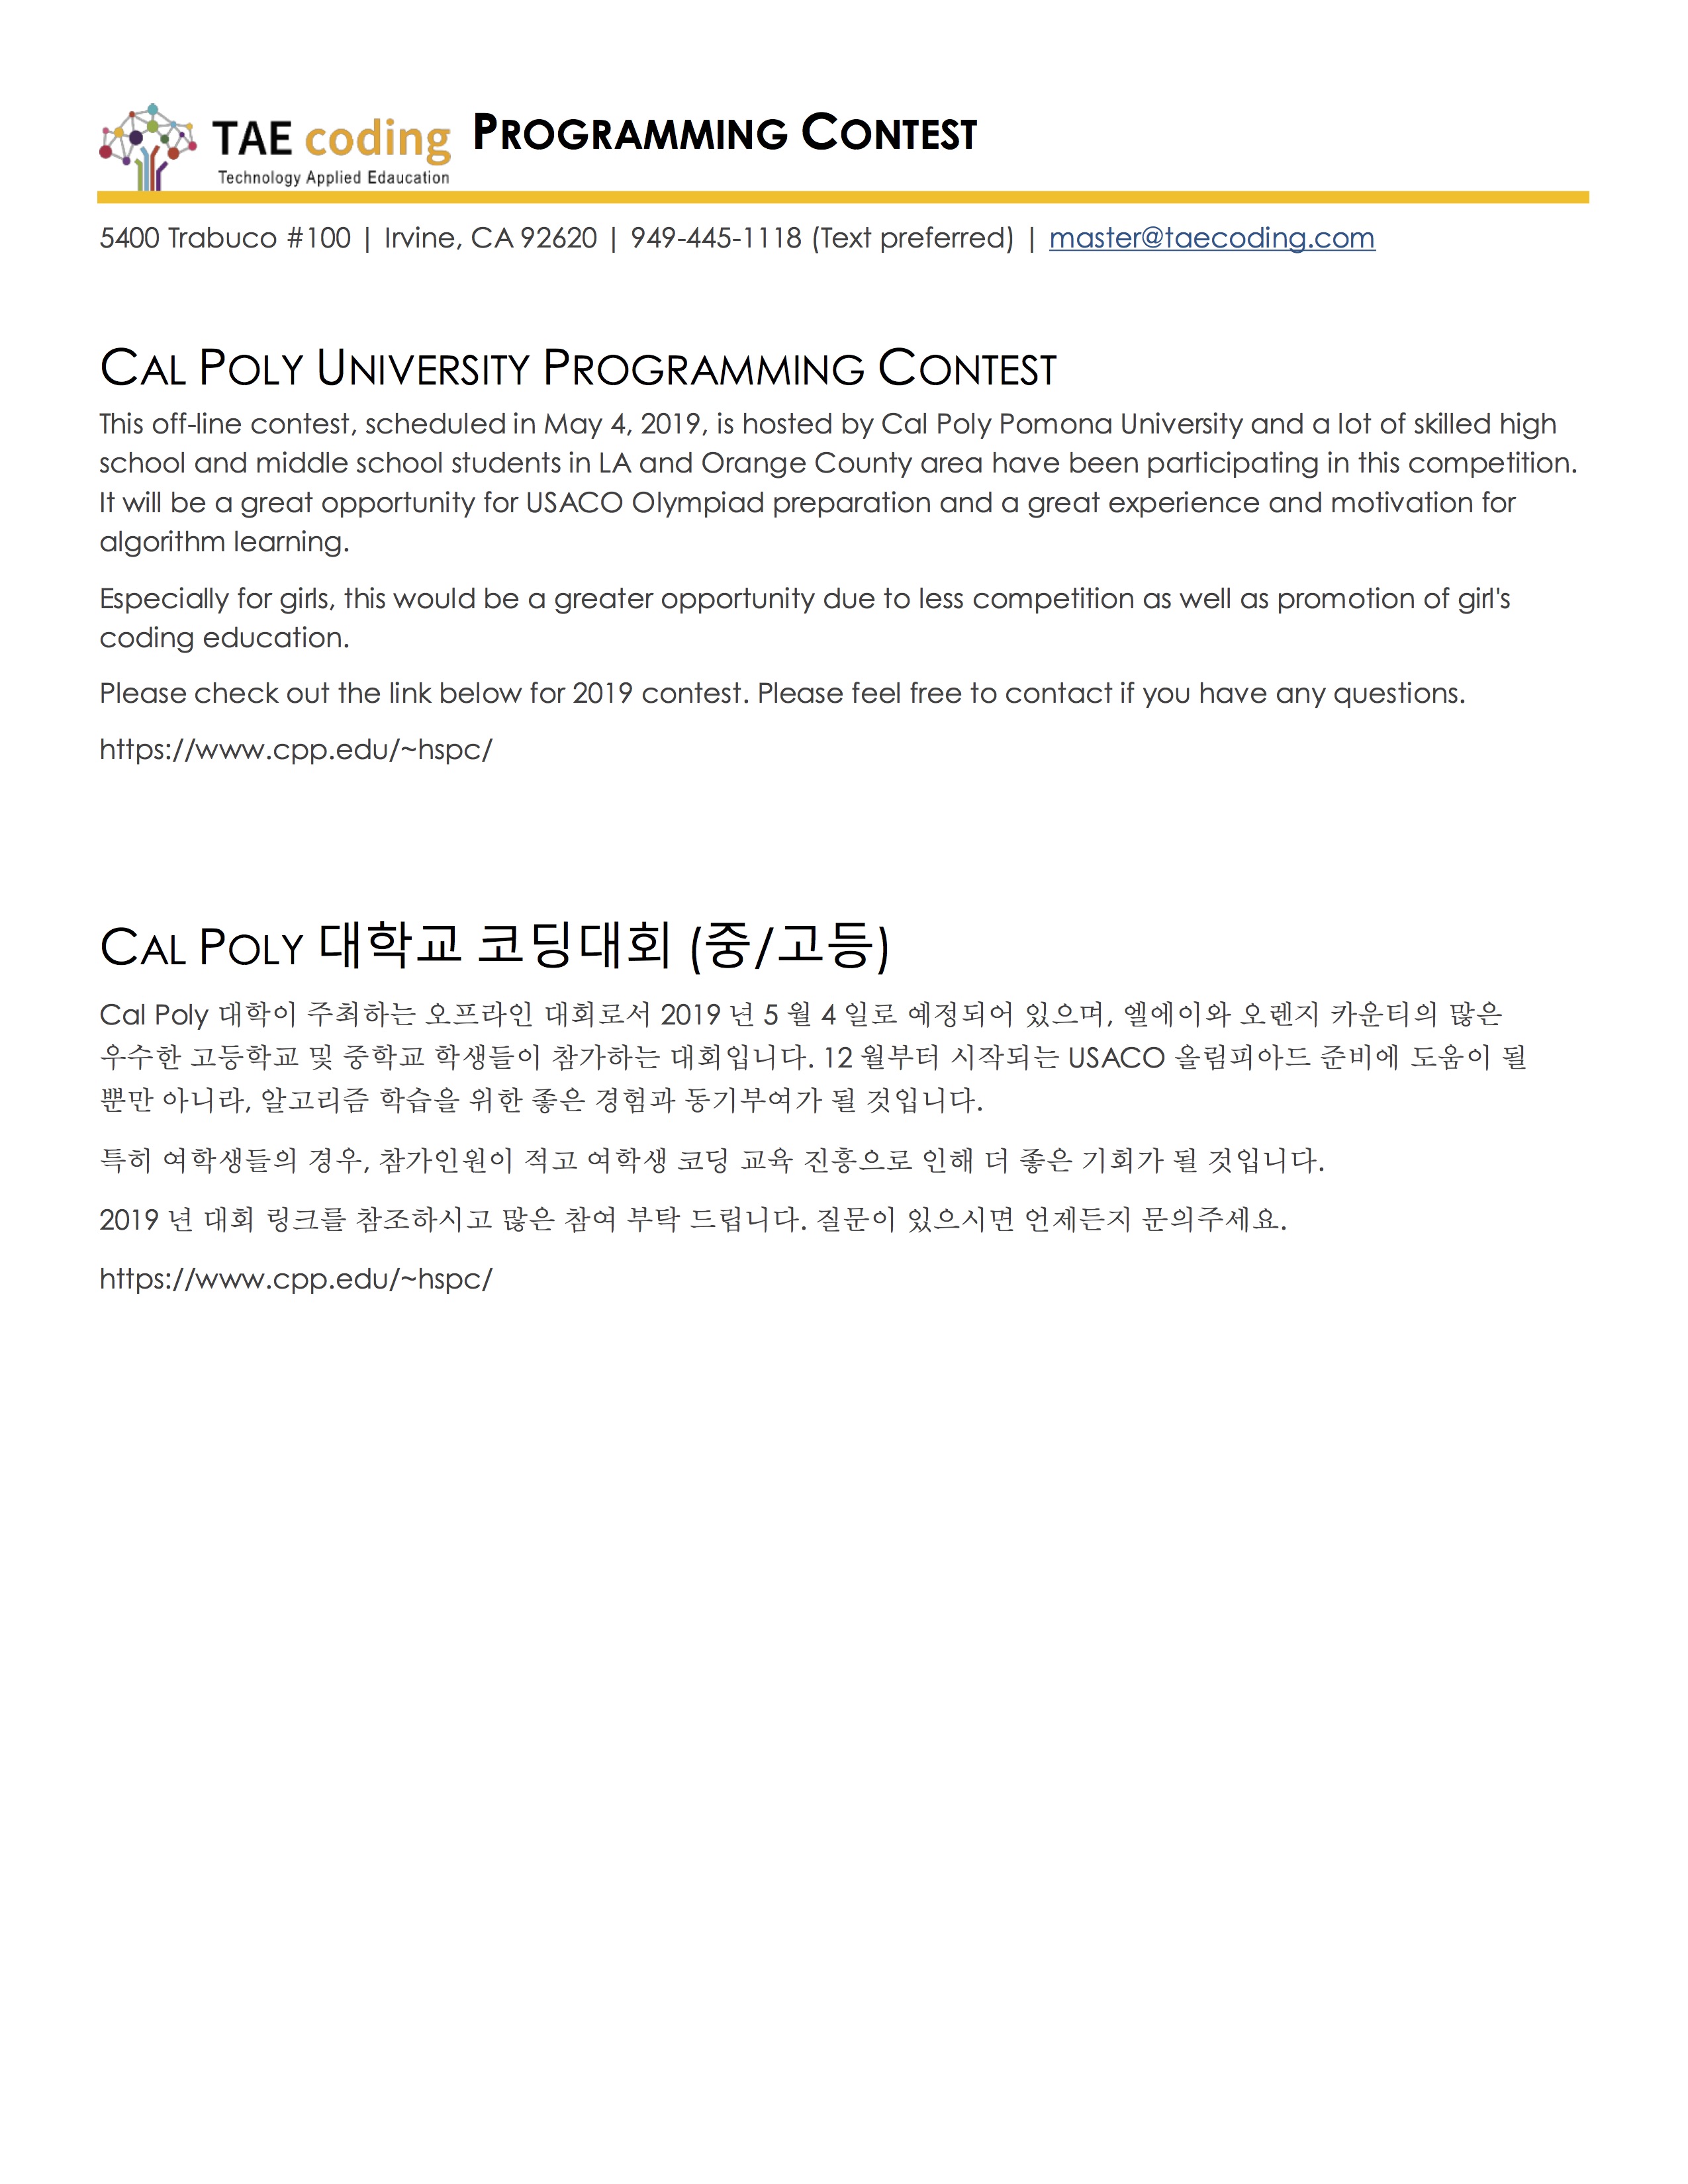 TAE coding PROGRAMMING CONTEST
Technology Applied Edaucation
5400 Trabuco #100 | Irvine, CA 92620 | 949-445-1118 (Text preferred) | master@taecoding.com
CAL POLY UNIVERSITY PROGRAMMING CONTEST
This off-line contest, scheduled in May 4, 2019, is hosted by Cal Poly Pomona University and a lot of skilled high
school and middle school students in LA and Orange County area have been participating in this competition.
It will be a great opportunity for USACO Olympiad preparation and a great experience and motivation for
algorithm learning.
Especially for girls, this would be a greater opportunity due to less competition as well as promotion of girl's
coding education.
Please check out the link below for 2019 contest. Please feel free to contact if you have any questions.
https://www.cpp.edu/~hspc/
CAL POLY 대학교 코딩대회 (중/고등)
Cal Poly 대학이 주최하는 오프라인 대회로서 2019 년 5 월 4 일로 예정되어 있으며, 엘에이와 오렌지 카운티의 많은
우수한 고등학교 및 중학교 학생들이 참가하는 대회입니다. 12 월부터 시작되는 USACO 올림피아드 준비에 도움이 될
뿐만 아니라, 알고리즘 학습을 위한 좋은 경험과 동기부여가 될 것입니다.
특히 여학생들의 경우, 참가인원이 적고 여학생 코딩 교육 진흥으로 인해 더 좋은 기회가 될 것입니다.
2019 년 대회 링크를 참조하시고 많은 참여 부탁 드립니다. 질문이 있으시면 언제든지 문의주세요.
https://www.cpp.edu/~hspc/